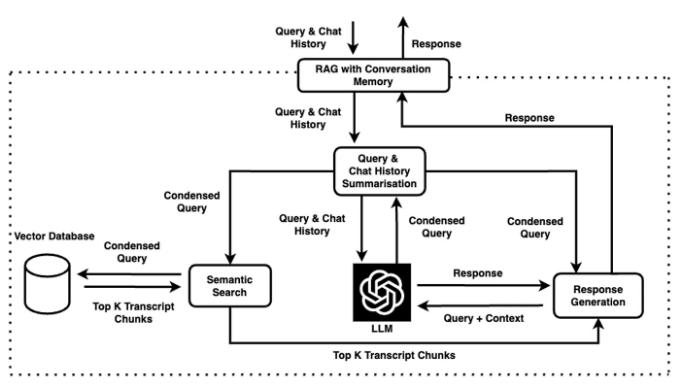 Query & Chat
History
Response
RAG with Conversation
Memory
Query & Chat
History
Response
Query &
Chat History
Summarisation
Condensed
Query
Query & Chat
History
Condensed
Query
Condensed
Query
Vector Database
Condensed
Query
Top K Transcript
Chunks
Semantic
Search
Response
Query + Context
LLM
Response
Generation
Top K Transcript Chunks